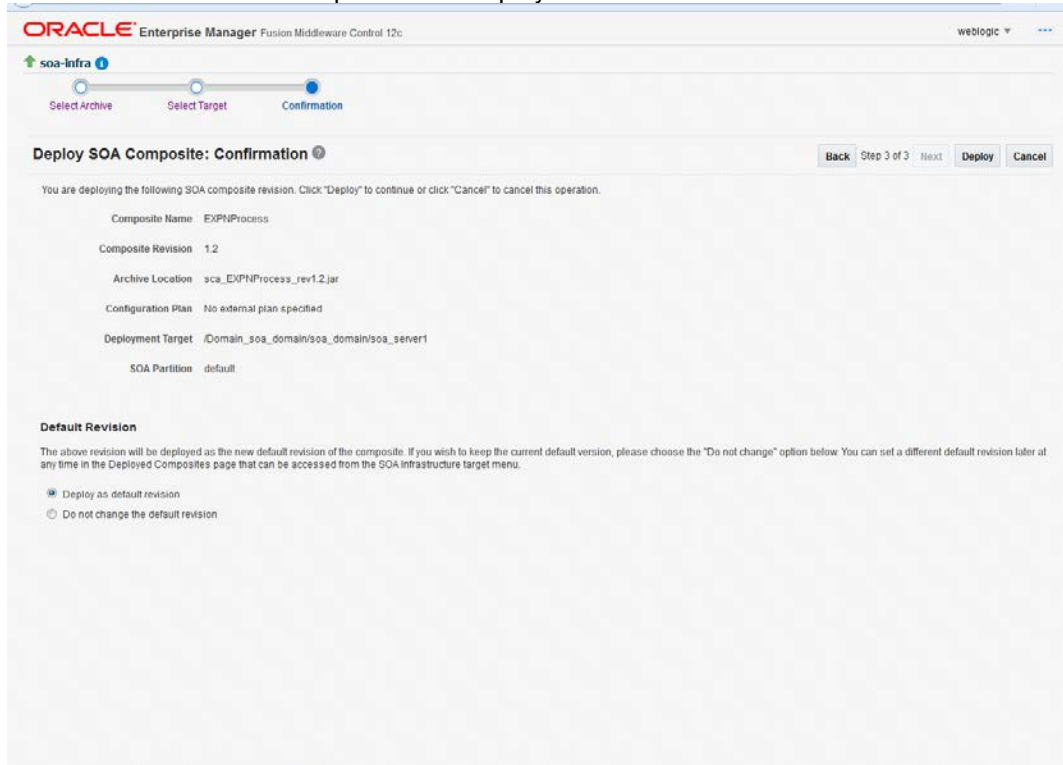 ORACLE Enterprise Manager Fusion Middleware Control 12c weblogic
soa-infra
Select Archive Select Target Confirmation
Deploy SOA Composite: Confirmation Back Step 3 of 3 Next Deploy Cancel
You are deploying the following SOA composite revision. Click "Deploy" to continue or click "Cancel" to cancel this operation.
Composite Name EXPNProcess
Composite Revision 1.2
Archive Location sca_EXPNProcess_rev1.2.jar
Configuration Plan No external plan specified
Deployment Target /Domain_soa_domain/soa_domain/soa_server1
SOA Partition default
Default Revision
The above revision will be deployed as the new default revision of the composite. If you wish to keep the current default version, please choose the "Do not change" option below. You can set a different default revision later at
any time in the Deployed Composites page that can be accessed from the SOA Infrastructure target menu.
Deploy as default revision
Do not change the default revision